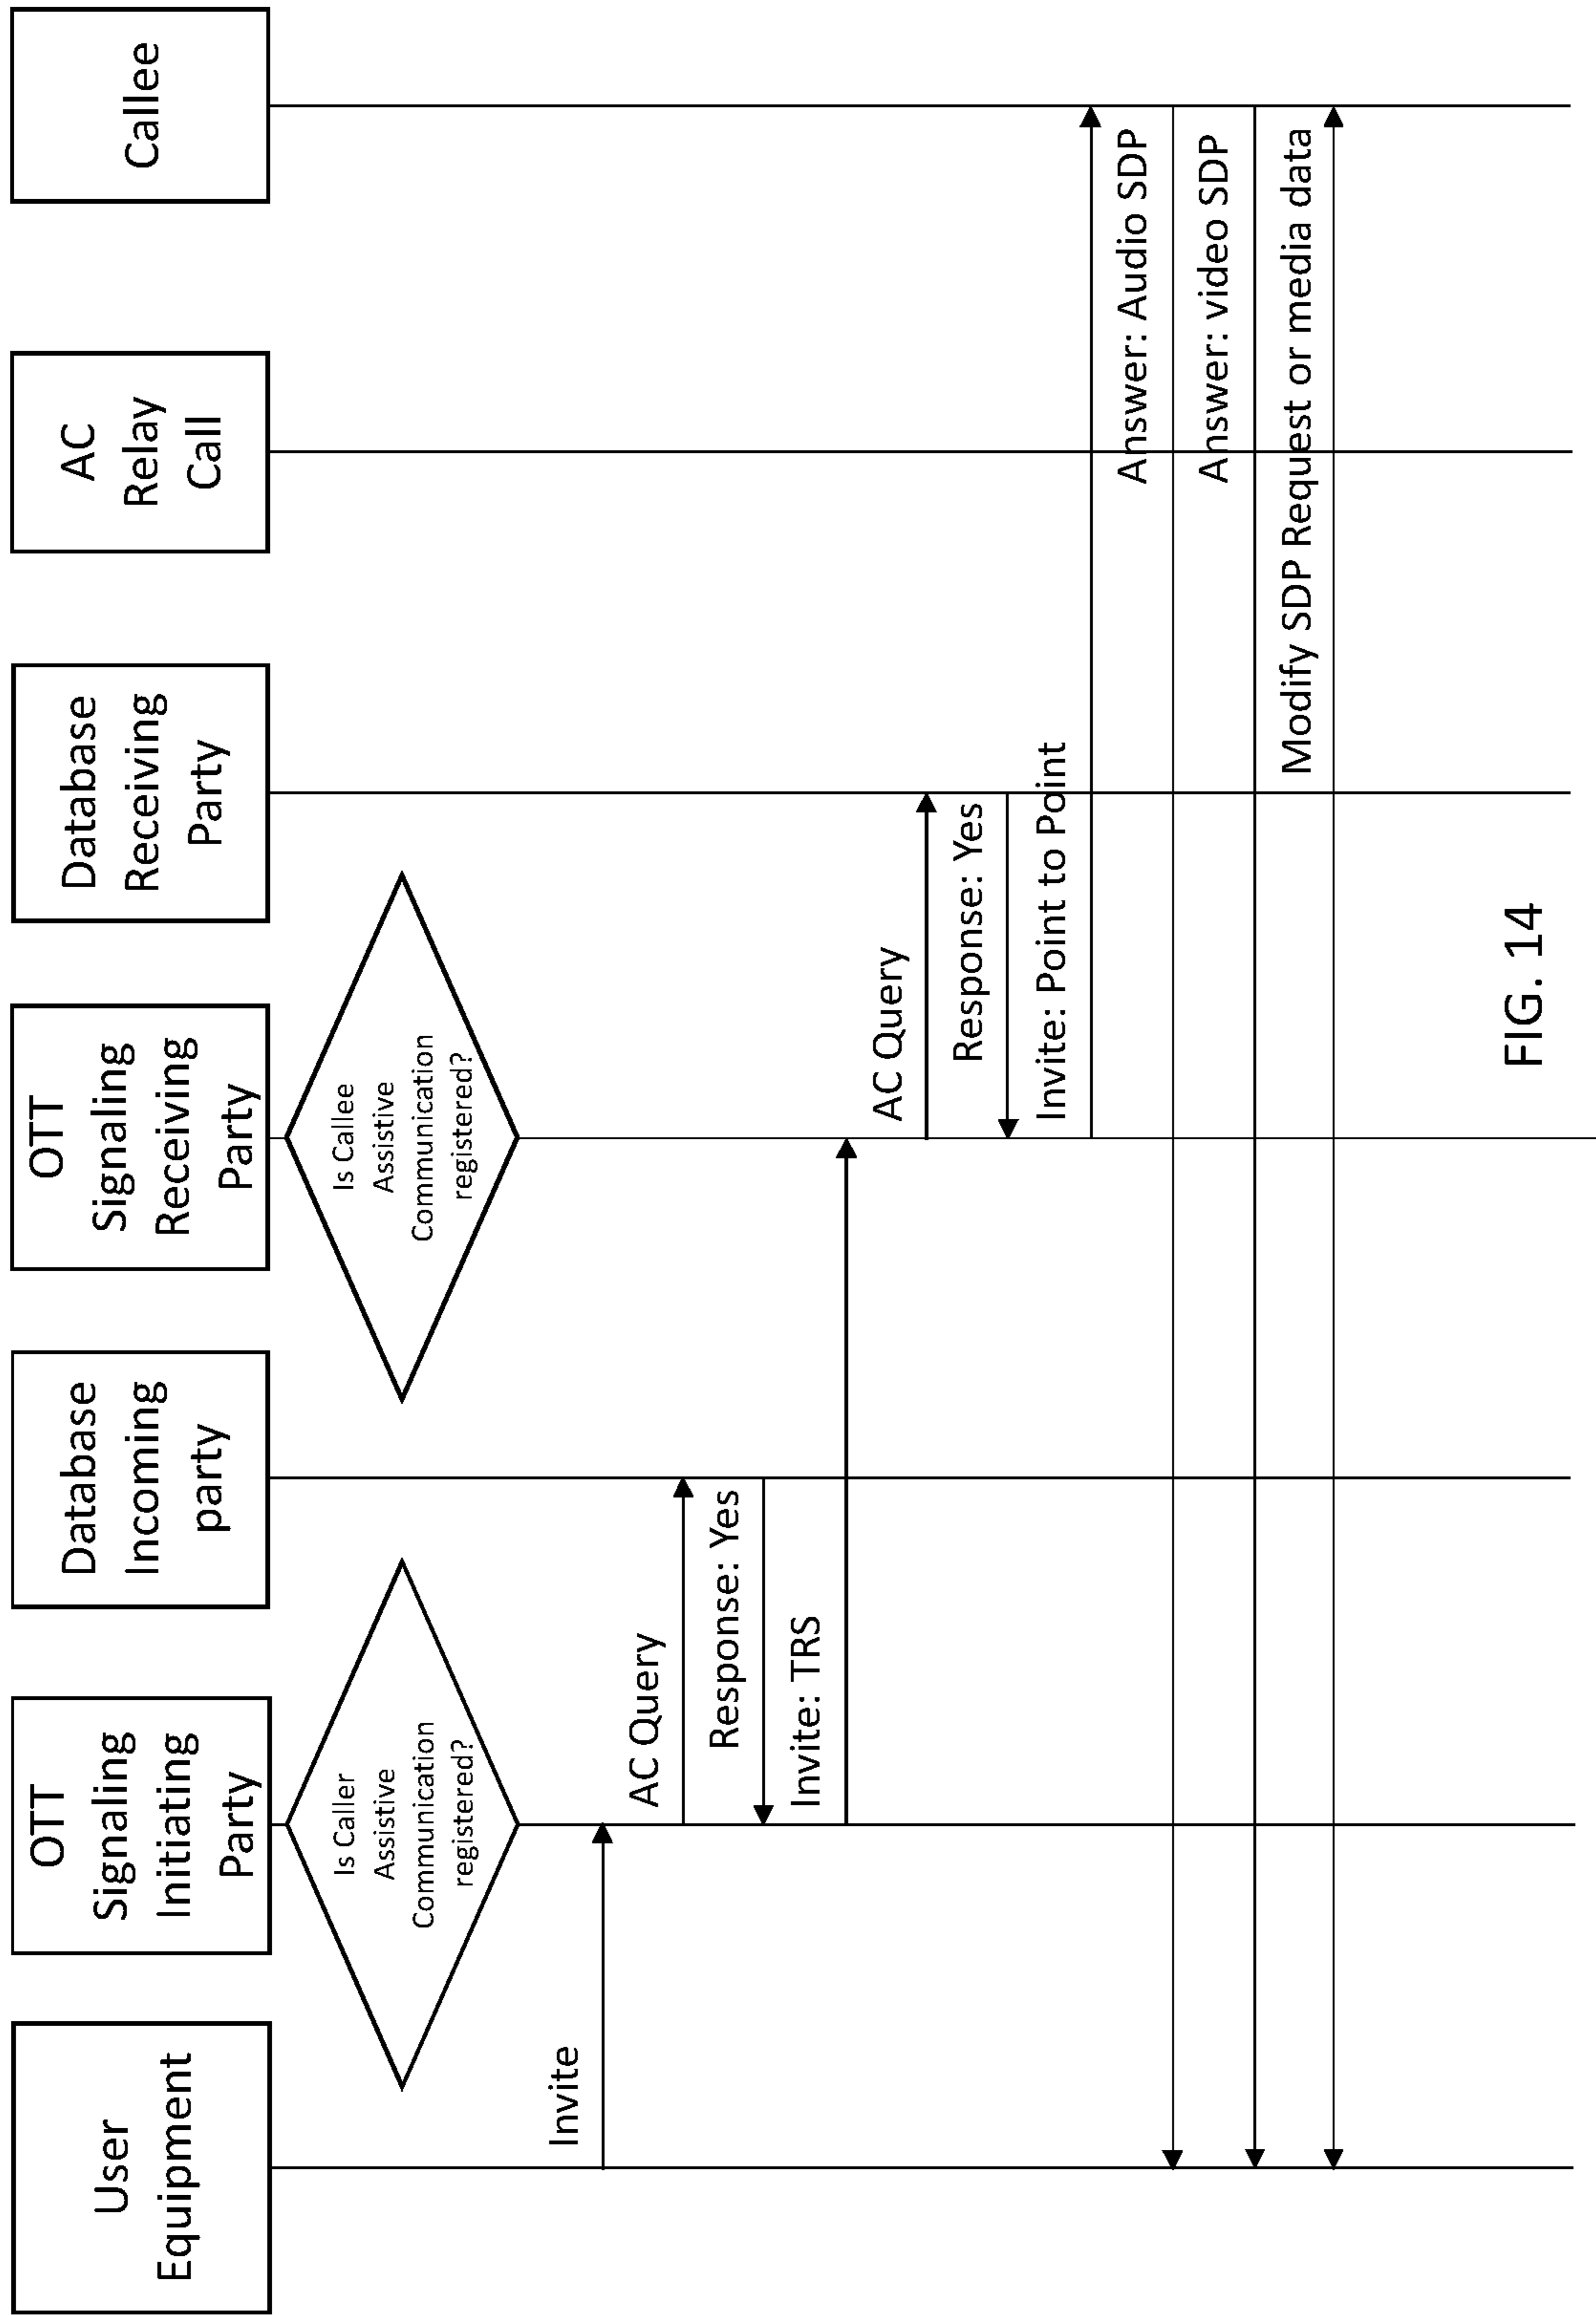 User
Equipment
OTT
Signaling
Initiating
Party
Database
Incoming
party
OTT
Signaling
Receiving
Party
Database
Receiving
Party
AC
Relay
Call
Callee
Is Caller
Assistive
Communication
registered?
Is Callee
Assistive
Communication
registered?
Invite
AC Query
Response: Yes
Invite: TRS
AC Query
Response: Yes
Invite: Point to Point
Answer: Audio SDP
Answer: video SDP
Modify SDP Request or media data
FIG. 14